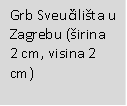 Grb Sveučilišta u
Zagrebu (širina
2 cm, visina 2
cm)